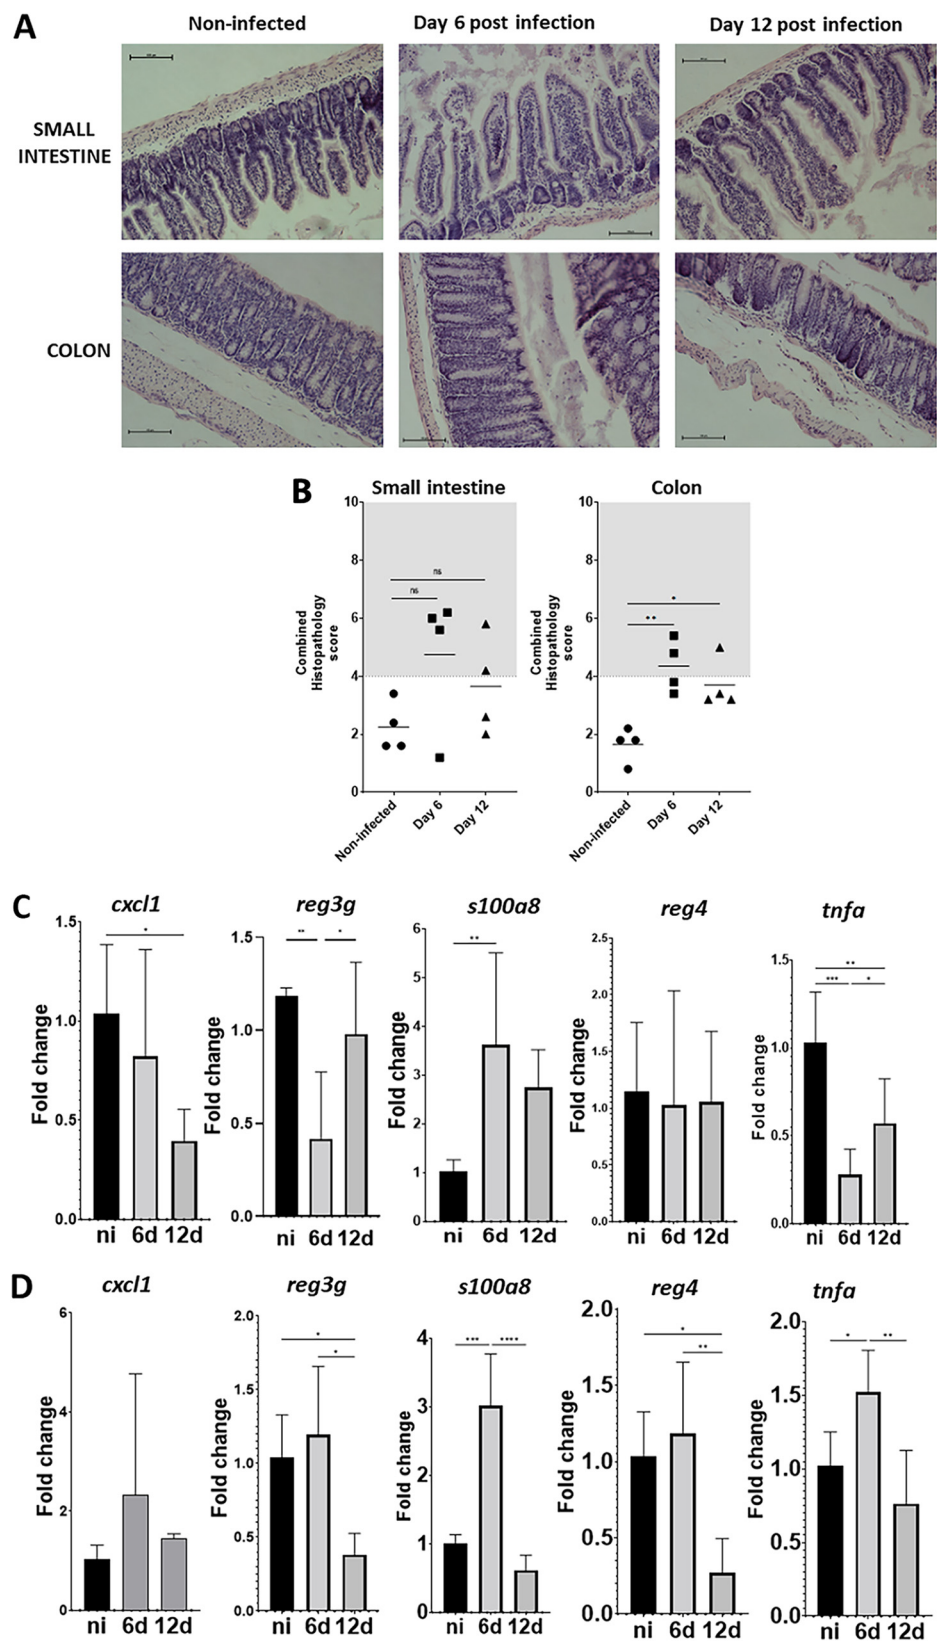 A
Non-infected
Day 6 post infection
Day 12 post infection
SMALL
INTESTINE
COLON
B
Small intestine
Colon
Combined
Histopathology
score
10
8
6
4
2
0
ns
ns
Non-infected
Day 6
Day 12
Combined
Histopathology
score
10
8
6
4
2
0
*
**
Non-infected
Day 6
Day 12
C
cxcl1
Fold change
1.5
1.0
0.5
0.0
*
ni 6d 12d
reg3g
Fold change
1.5
1.0
0.5
0.0
** *
ni 6d 12d
s100a8
Fold change
6
5
4
3
2
1
0
**
ni 6d 12d
reg4
Fold change
2.5
2.0
1.5
1.0
0.5
0.0
ni 6d 12d
tnfa
Fold change
1.5
1.0
0.5
0.0
**
*** *
ni 6d 12d
D
cxcl1
Fold change
6
4
2
0
ni 6d 12d
reg3g
Fold change
2.0
1.5
1.0
0.5
0.0
*
*
ni 6d 12d
s100a8
Fold change
4
3
2
1
0
*** ****
ni 6d 12d
reg4
Fold change
2.0
1.5
1.0
0.5
0.0
*
**
ni 6d 12d
tnfa
Fold change
2.0
1.5
1.0
0.5
0.0
* **
ni 6d 12d